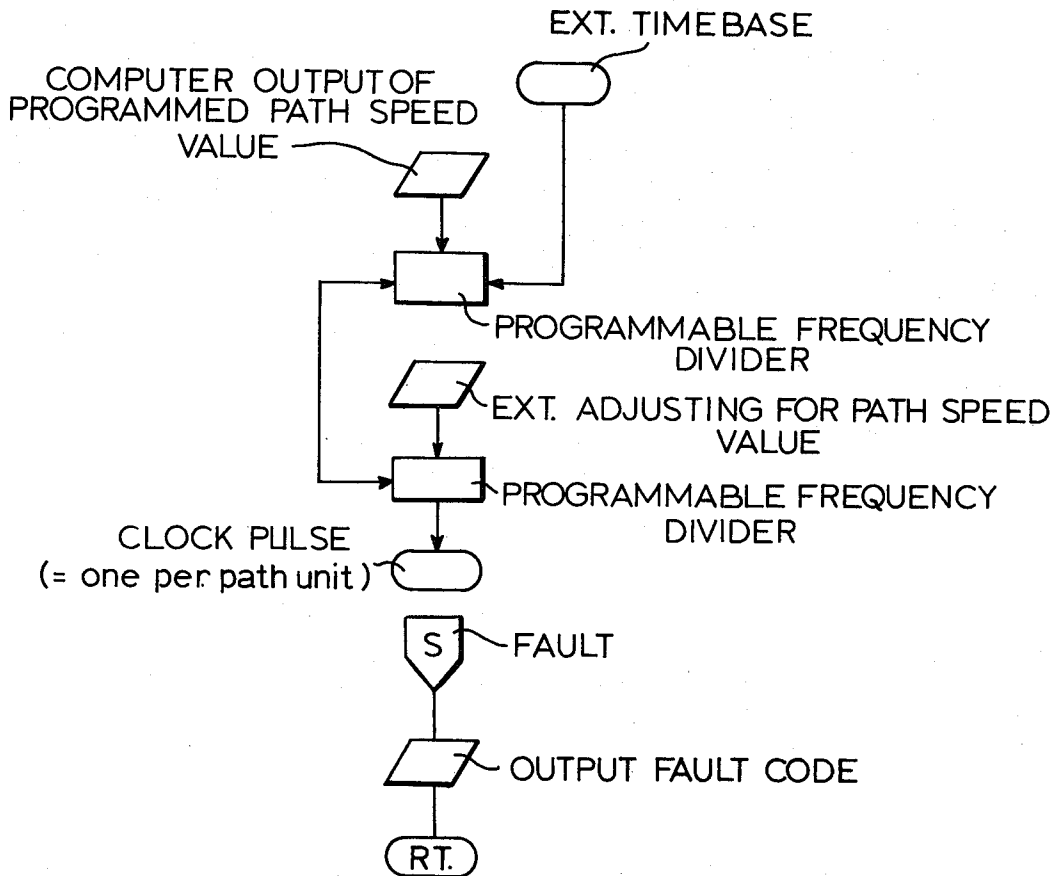 EXT. TIMEBASE
COMPUTER OUTPUT OF
PROGRAMMED PATH SPEED
VALUE
PROGRAMMABLE FREQUENCY
DIVIDER
EXT. ADJUSTING FOR PATH SPEED
VALUE
PROGRAMMABLE FREQUENCY
DIVIDER
CLOCK PULSE
(= one per path unit)
S
FAULT
OUTPUT FAULT CODE
RT.